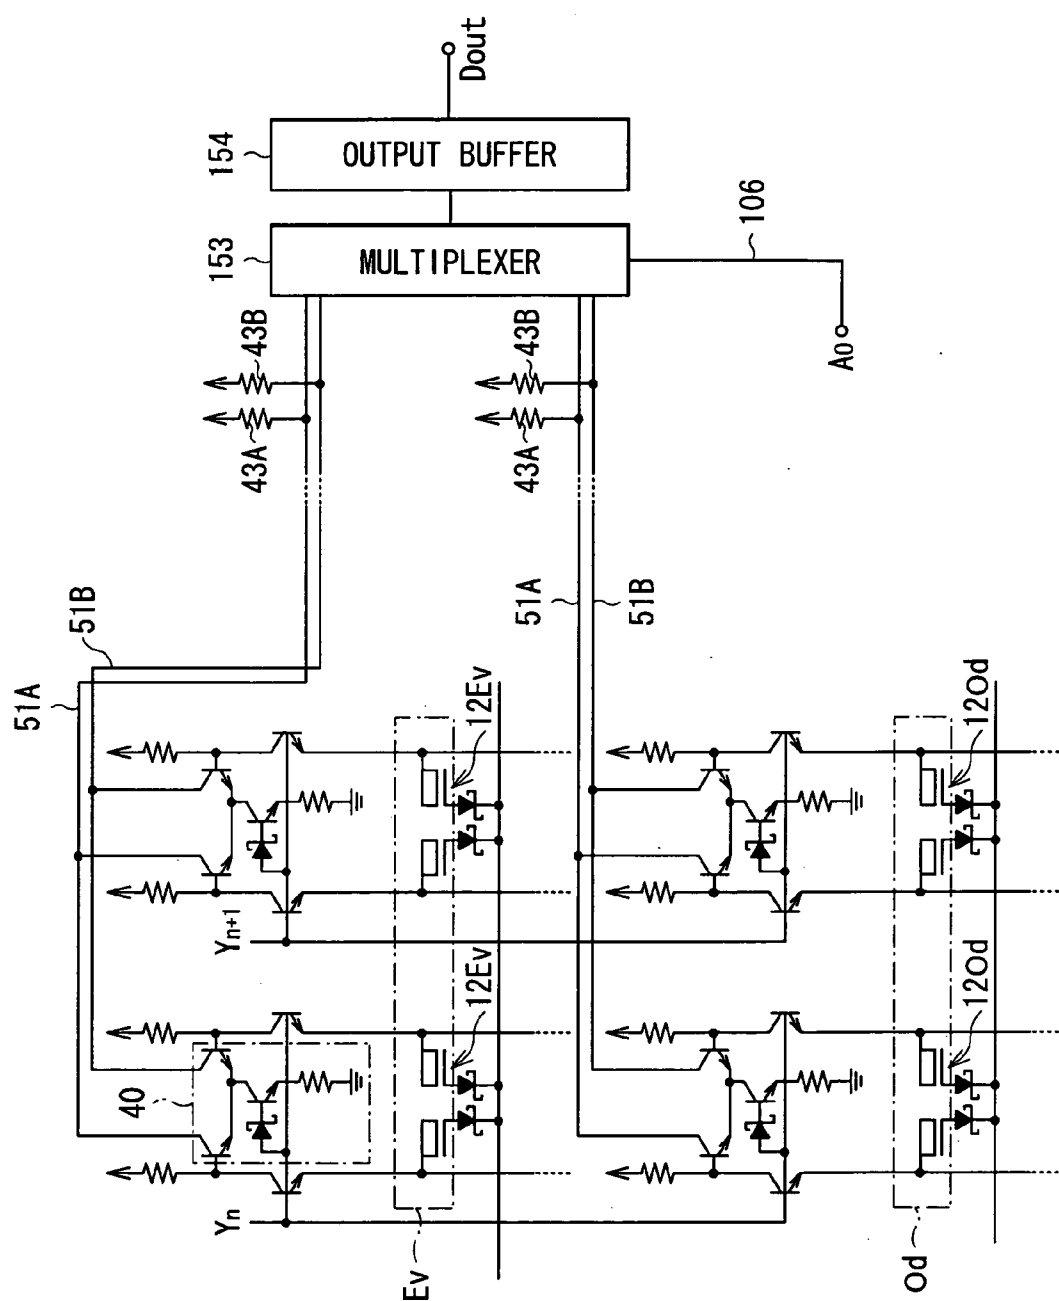 Dout
154
OUTPUT BUFFER
153
MULTIPLEXER
106
A0
43B
43A
43B
43A
51B
51A
51A
51B
12Ev
12Ev
12Od
12Od
Yn+1
Yn
40
Ev
Od